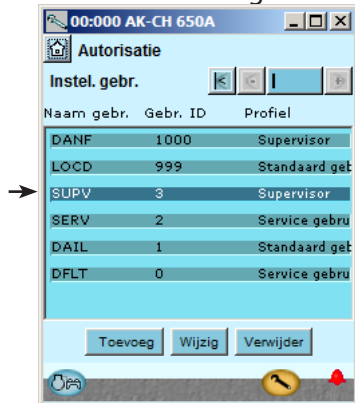 00:000 AK-CH 650A
Autorisatie
Instel. gebr.
Naam gebr. Gebr. ID Profiel
DANF 1000 Supervisor
LOCD 999 Standaard geb
SUPV 3 Supervisor
SERV 2 Service gebru
DAIL 1 Standaard geb
DFLT 0 Service gebru
Toevoeg Wijzig Verwijder